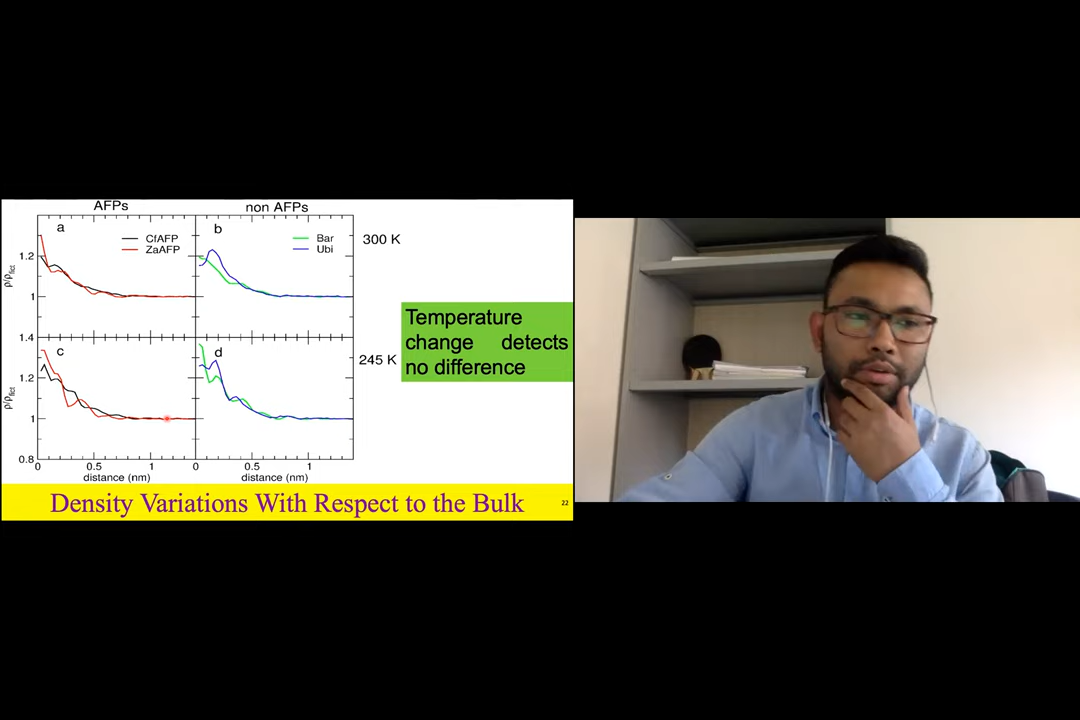 AFPs
non AFPs
a
CfAFP
ZaAFP
b
Bar
Ubi
300 K
1.2
1
ρ/ρfict
Temperature
change detects
no difference
1.4
c
d
245 K
1.2
1
0.8
ρ/ρfict
0
0.5
1
0
0.5
1
distance (nm)
distance (nm)
Density Variations With Respect to the Bulk
22